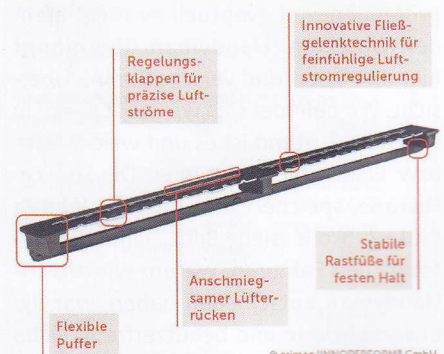 Innovative Fließ-
gelenktechnik für
feinfühlige Luft-
stromregulierung
Regelungs-
klappen für
präzise Luft-
ströme
Stabile
Rastfüße für
festen Halt
Anschmieg-
samer Lüfter-
rücken
Flexible
Puffer
GmbH